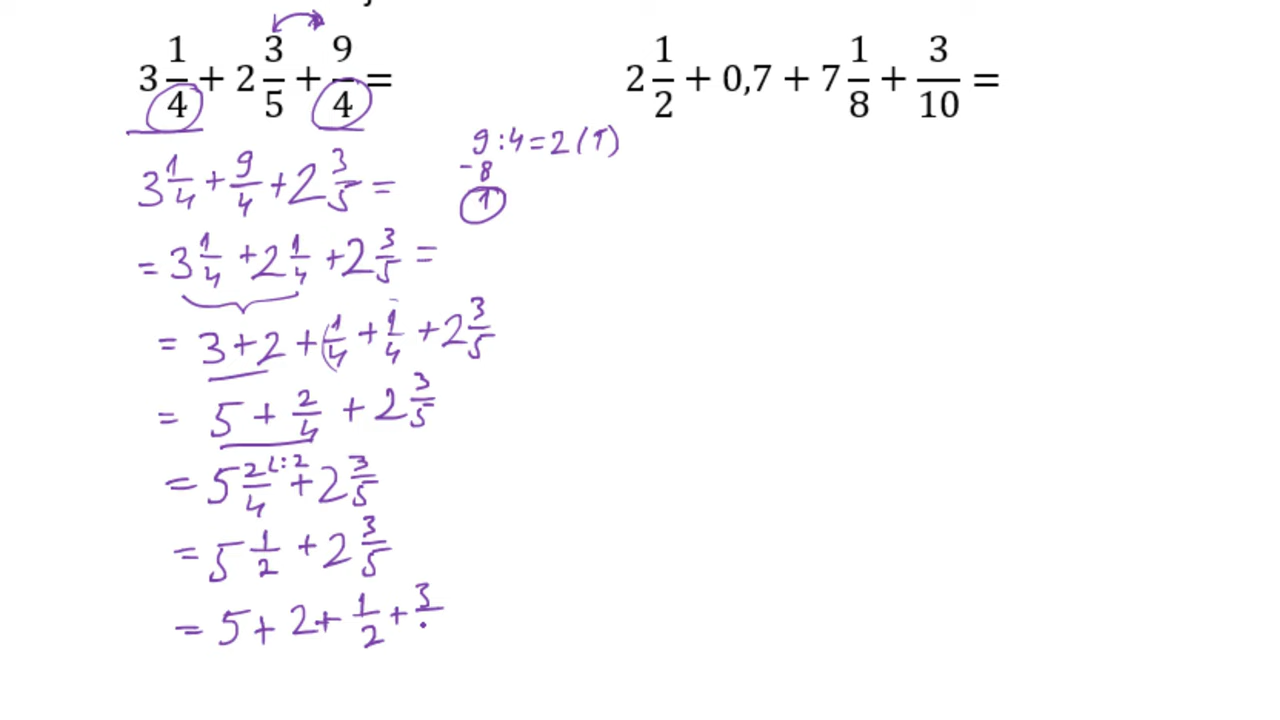 3 1/4 + 2 3/5 + 9/4 =
3 1/4 + 9/4 + 2 3/5 =
= 3 1/4 + 2 1/4 + 2 3/5 =
= 3 + 2 + (1/4 + 1/4 + 2 3/5
= 5 + 2/4 + 2 3/5
= 5 2/4 (:2 + 2 3/5
= 5 1/2 + 2 3/5
= 5 + 2 + 1/2 + 3/
9 : 4 = 2 (1)
- 8
1
2 1/2 + 0,7 + 7 1/8 + 3/10 =